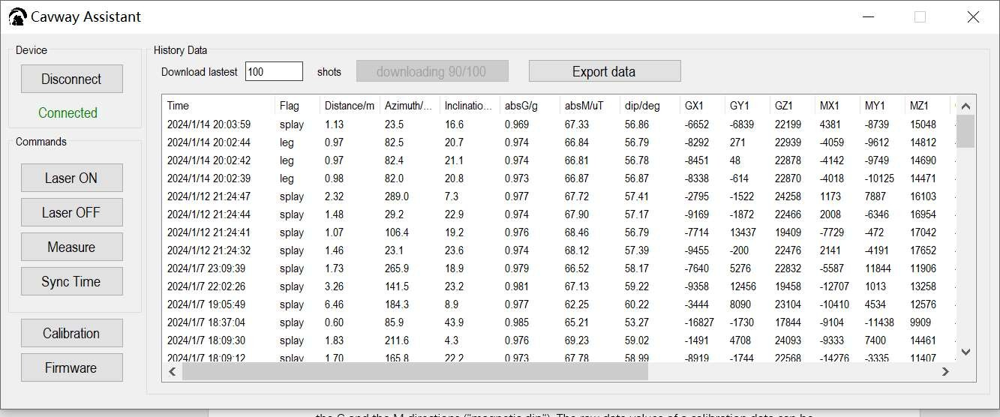 Cavway Assistant
Device
Disconnect
Connected
Commands
Laser ON
Laser OFF
Measure
Sync Time
Calibration
Firmware
History Data
Download lastest 100 shots downloading 90/100 Export data
Time Flag Distance/m Azimuth/... Inclinatio... absG/g absM/uT dip/deg GX1 GY1 GZ1 MX1 MY1 MZ1
2024/1/14 20:03:59 splay 1.13 23.5 16.6 0.969 67.33 56.86 -6652 -6839 22199 4381 -8739 15048
2024/1/14 20:02:44 leg 0.97 82.5 20.7 0.974 66.84 56.79 -8292 271 22939 -4059 -9612 14812
2024/1/14 20:02:42 leg 0.97 82.4 21.1 0.974 66.81 56.78 -8451 48 22878 -4142 -9749 14690
2024/1/14 20:02:39 leg 0.98 82.0 20.8 0.973 66.87 56.87 -8338 -614 22870 -4018 -10125 14471
2024/1/12 21:24:47 splay 2.32 289.0 7.3 0.977 67.72 57.41 -2795 -1522 24258 1173 7887 16103
2024/1/12 21:24:44 splay 1.48 29.2 22.9 0.974 67.90 57.17 -9169 -1872 22466 2008 -6346 16954
2024/1/12 21:24:41 splay 1.07 106.4 19.2 0.976 68.46 56.79 -7714 13437 19409 -7729 -472 17042
2024/1/12 21:24:32 splay 1.46 23.1 23.6 0.974 68.12 57.39 -9455 -200 22476 2141 -4191 17652
2024/1/7 23:09:39 splay 1.73 265.9 18.9 0.979 66.52 58.17 -7640 5276 22832 -5587 11844 11906
2024/1/7 22:02:26 splay 3.26 141.5 23.2 0.981 67.13 59.22 -9358 12456 19458 -12707 1013 13258
2024/1/7 19:05:49 splay 6.46 184.3 8.9 0.977 62.25 60.22 -3444 8090 23104 -10410 4534 12576
2024/1/7 18:37:04 splay 0.60 85.9 43.9 0.985 65.21 53.27 -16827 -1730 17844 -9104 -11438 9909
2024/1/7 18:09:30 splay 1.83 211.6 4.3 0.976 69.23 59.02 -1491 4708 24093 -9333 7400 14461
2024/1/7 18:09:12 splay 1.70 165.8 22.2 0.973 67.78 58.99 -8919 -1744 22568 -14276 -3335 11407
the G and the M directions ("magnetic dip"). The raw data values of a calibration data can be